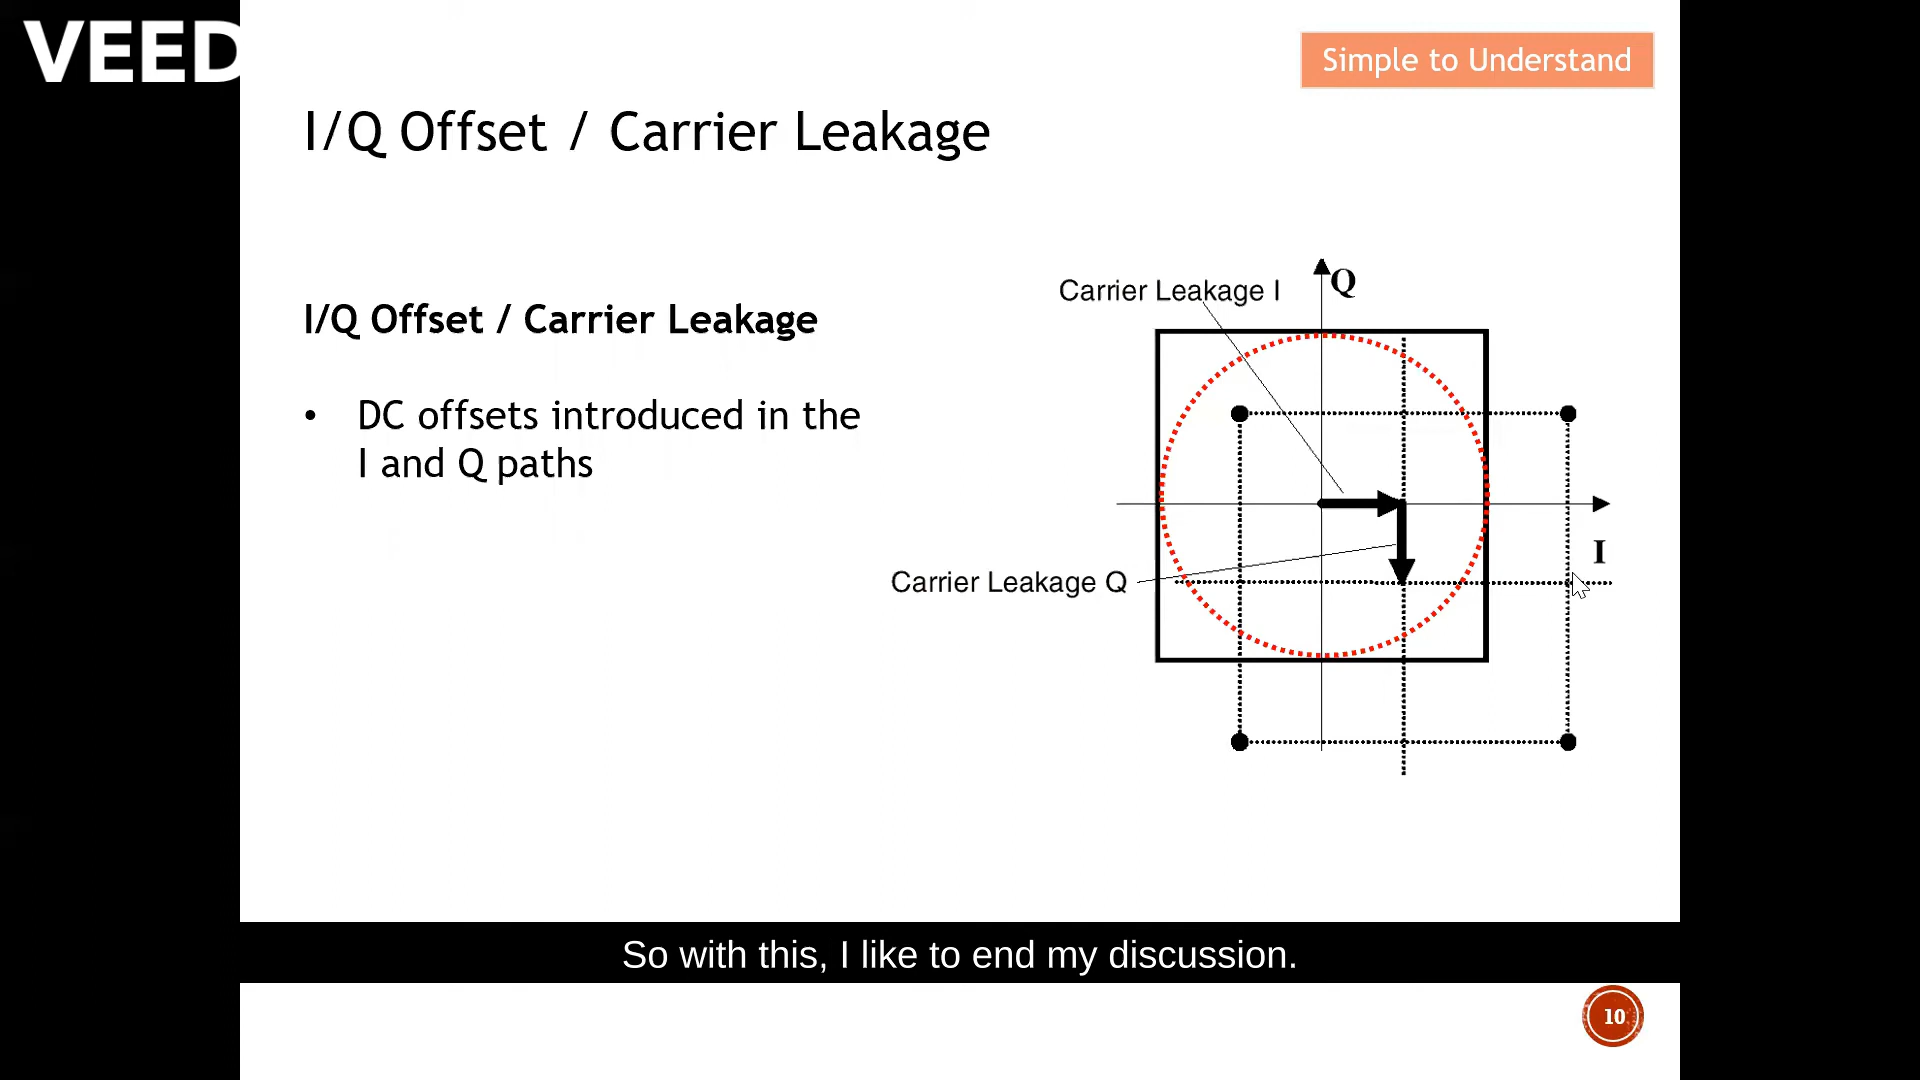 VEED
Simple to Understand
I/Q Offset / Carrier Leakage
I/Q Offset / Carrier Leakage
• DC offsets introduced in the
I and Q paths
Carrier Leakage I
Q
I
Carrier Leakage Q
So with this, I like to end my discussion.
10